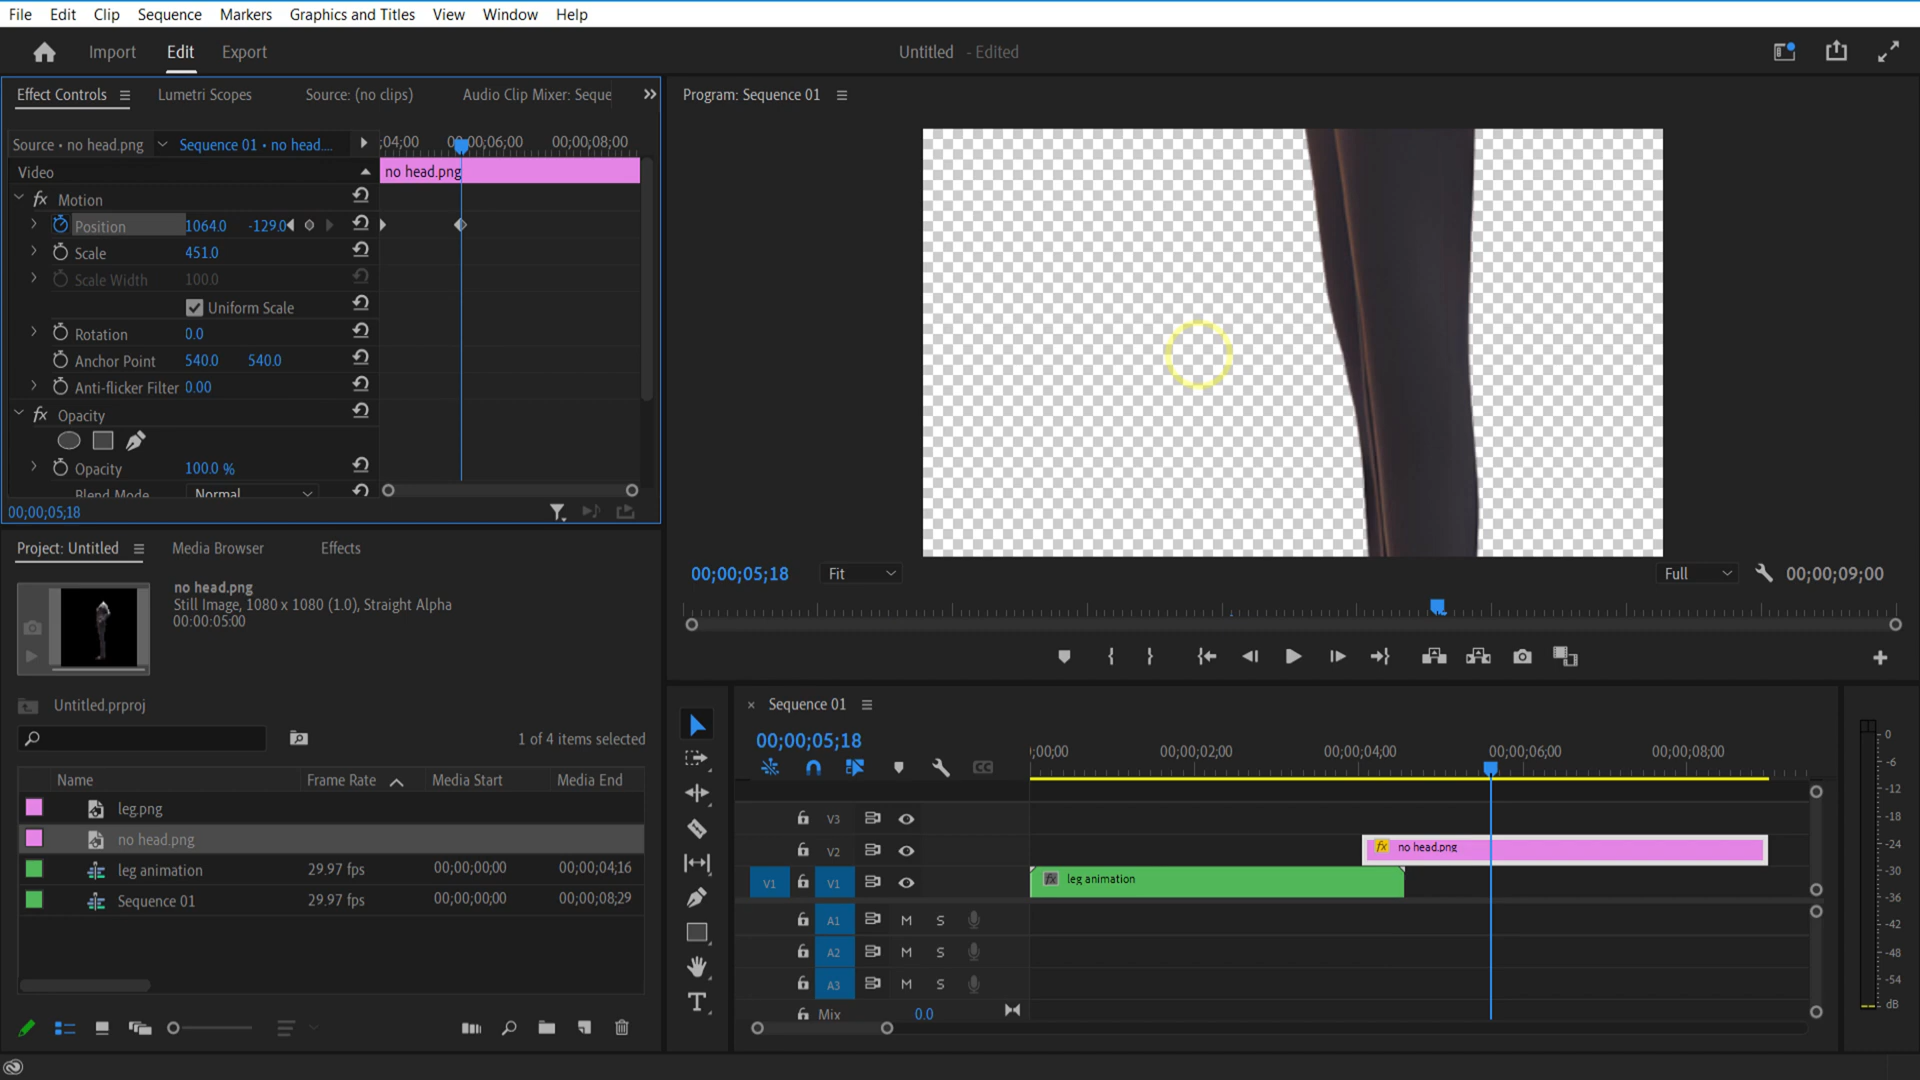 File Edit Clip Sequence Markers Graphics and Titles View Window Help
Import Edit Export
Untitled - Edited
Effect Controls Lumetri Scopes Source: (no clips) Audio Clip Mixer: Seque
Source • no head.png Sequence 01 • no head....
;04;00 00;00;06;00 00;00;08;00
Video
no head.png
fx Motion
Position 1064.0 -129.0
Scale 451.0
Scale Width 100.0
Uniform Scale
Rotation 0.0
Anchor Point 540.0 540.0
Anti-flicker Filter 0.00
fx Opacity
Opacity 100.0 %
Blend Mode Normal
00;00;05;18
Program: Sequence 01
00;00;05;18 Fit Full 00;00;09;00
Project: Untitled Media Browser Effects
no head.png
Still Image, 1080 x 1080 (1.0), Straight Alpha
00:00:05:00
Untitled.prproj
1 of 4 items selected
Name Frame Rate Media Start Media End
leg.png
no head.png
leg animation 29.97 fps 00;00;00;00 00;00;04;16
Sequence 01 29.97 fps 00;00;00;00 00;00;08;29
× Sequence 01
00;00;05;18
;00;00 00;00;02;00 00;00;04;00 00;00;06;00 00;00;08;00
CC
V3
V2
fx no head.png
V1 V1
fx leg animation
A1 M S
A2 M S
A3 M S
Mix 0.0
T
0
-6
-12
-18
-24
-30
-36
-42
-48
-54
dB